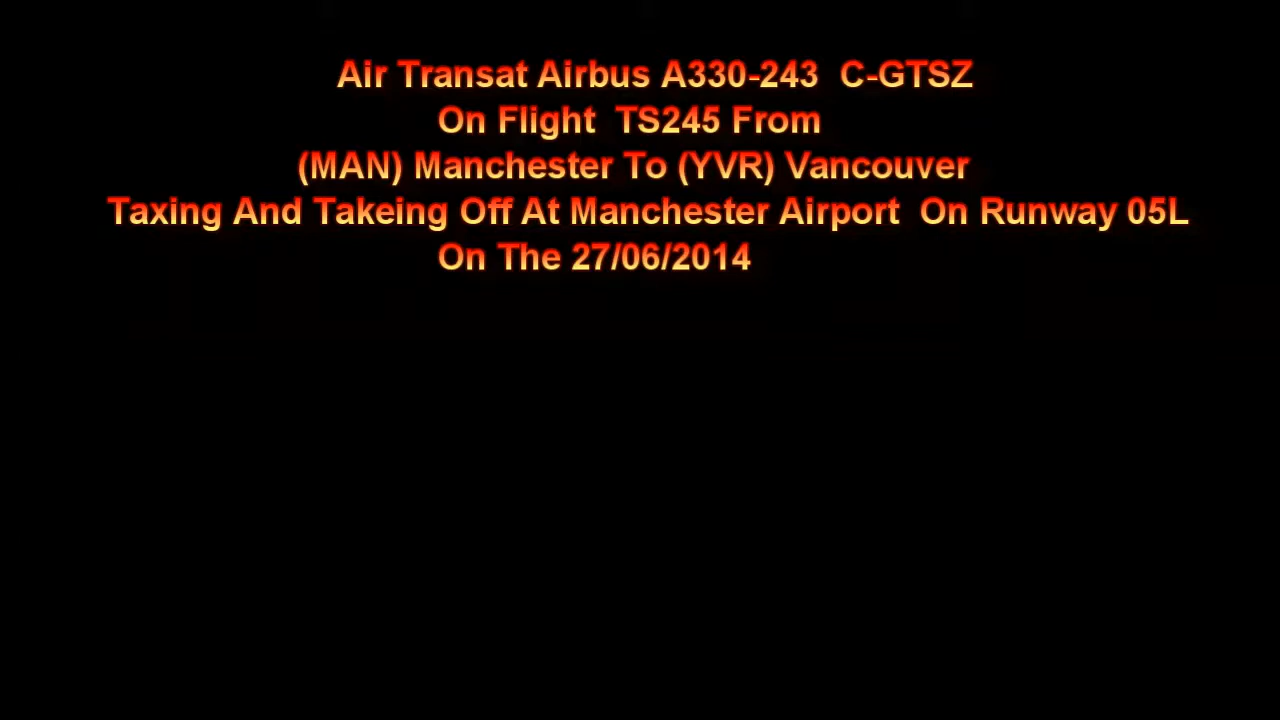 Air Transat Airbus A330-243 C-GTSZ
On Flight TS245 From
(MAN) Manchester To (YVR) Vancouver
Taxing And Takeing Off At Manchester Airport On Runway 05L
On The 27/06/2014